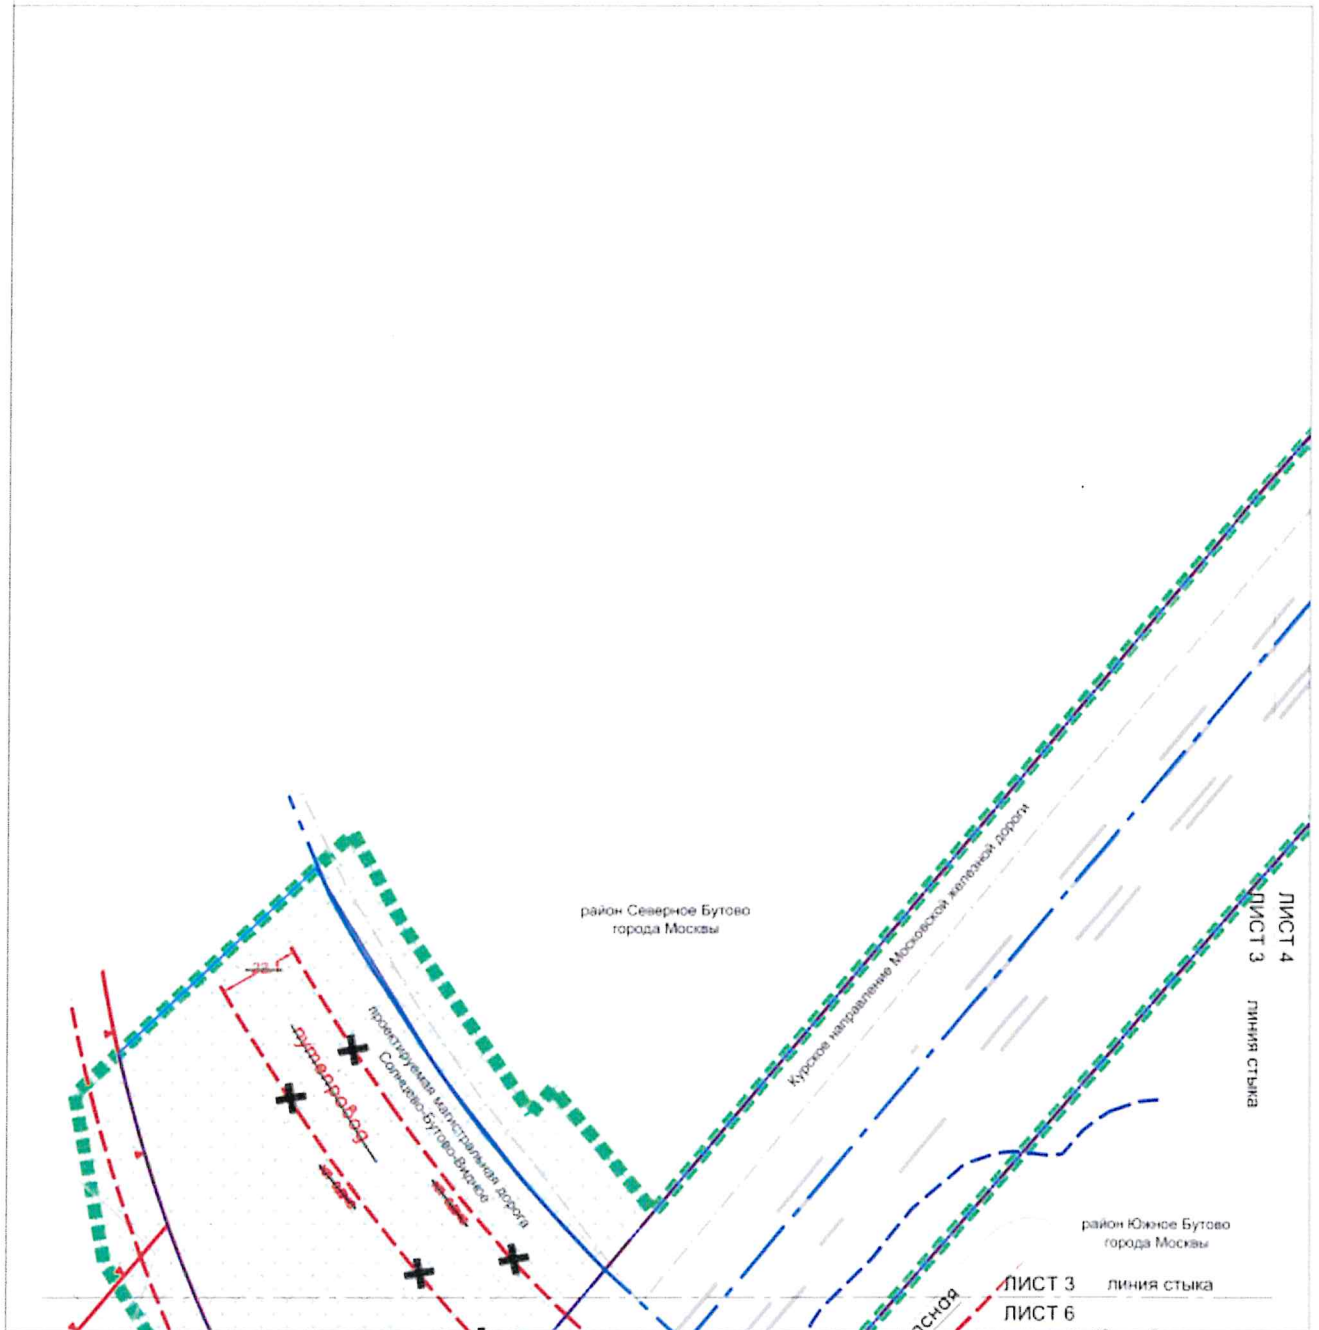 район Северное Бутово
города Москвы
Курское направление Московской железной дороги
ЛИСТ 4
ЛИСТ 3
линия стыка
22
путепровод
проектируемая магистральная дорога
Солнцево-Бутово-Видное
район Южное Бутово
города Москвы
ЛИСТ 3 линия стыка
ЛИСТ 6